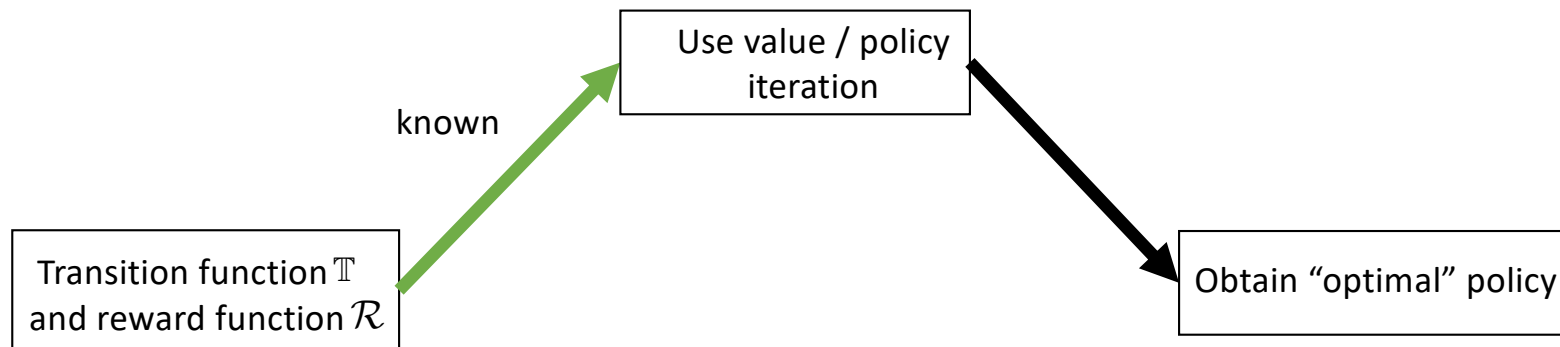 Use value / policy
iteration
known
Transition function 𝕋
and reward function ℛ
Obtain “optimal” policy